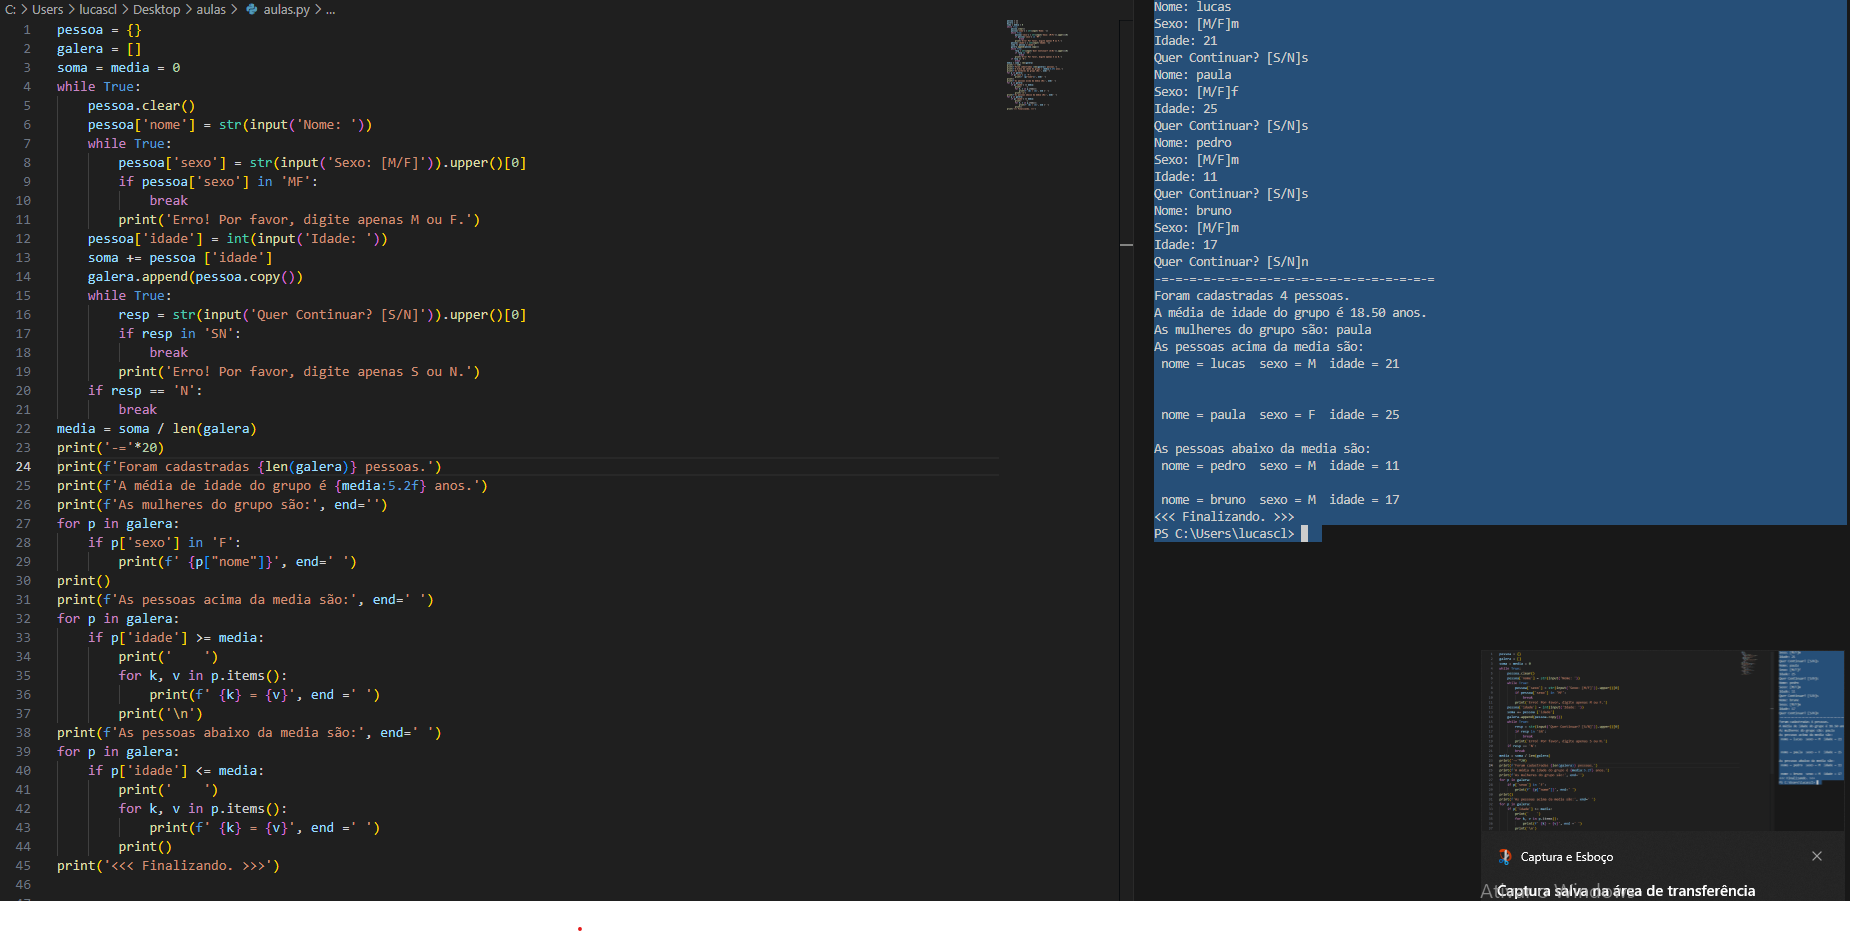 C: > Users > lucascl > Desktop > aulas > aulas.py > ...
1 pessoa = {}
2 galera = []
3 soma = media = 0
4 while True:
5     pessoa.clear()
6     pessoa['nome'] = str(input('Nome: '))
7     while True:
8         pessoa['sexo'] = str(input('Sexo: [M/F]')).upper()[0]
9         if pessoa['sexo'] in 'MF':
10             break
11         print('Erro! Por favor, digite apenas M ou F.')
12     pessoa['idade'] = int(input('Idade: '))
13     soma += pessoa ['idade']
14     galera.append(pessoa.copy())
15     while True:
16         resp = str(input('Quer Continuar? [S/N]')).upper()[0]
17         if resp in 'SN':
18             break
19         print('Erro! Por favor, digite apenas S ou N.')
20     if resp == 'N':
21         break
22 media = soma / len(galera)
23 print('-='*20)
24 print(f'Foram cadastradas {len(galera)} pessoas.')
25 print(f'A média de idade do grupo é {media:5.2f} anos.')
26 print(f'As mulheres do grupo são:', end='')
27 for p in galera:
28     if p['sexo'] in 'F':
29         print(f' {p["nome"]}', end=' ')
30 print()
31 print(f'As pessoas acima da media são:', end=' ')
32 for p in galera:
33     if p['idade'] >= media:
34         print('    ')
35         for k, v in p.items():
36             print(f' {k} = {v}', end =' ')
37         print('\n')
38 print(f'As pessoas abaixo da media são:', end=' ')
39 for p in galera:
40     if p['idade'] <= media:
41         print('    ')
42         for k, v in p.items():
43             print(f' {k} = {v}', end =' ')
44         print()
45 print('<<< Finalizando. >>>')
46
Nome: lucas
Sexo: [M/F]m
Idade: 21
Quer Continuar? [S/N]s
Nome: paula
Sexo: [M/F]f
Idade: 25
Quer Continuar? [S/N]s
Nome: pedro
Sexo: [M/F]m
Idade: 11
Quer Continuar? [S/N]s
Nome: bruno
Sexo: [M/F]m
Idade: 17
Quer Continuar? [S/N]n
-=-=-=-=-=-=-=-=-=-=-=-=-=-=-=-=-=-=-=-=
Foram cadastradas 4 pessoas.
A média de idade do grupo é 18.50 anos.
As mulheres do grupo são: paula
As pessoas acima da media são:
 nome = lucas  sexo = M  idade = 21
 nome = paula  sexo = F  idade = 25
As pessoas abaixo da media são:
 nome = pedro  sexo = M  idade = 11
 nome = bruno  sexo = M  idade = 17
<<< Finalizando. >>>
PS C:\Users\lucascl>
Captura e Esboço
Captura salva na área de transferência